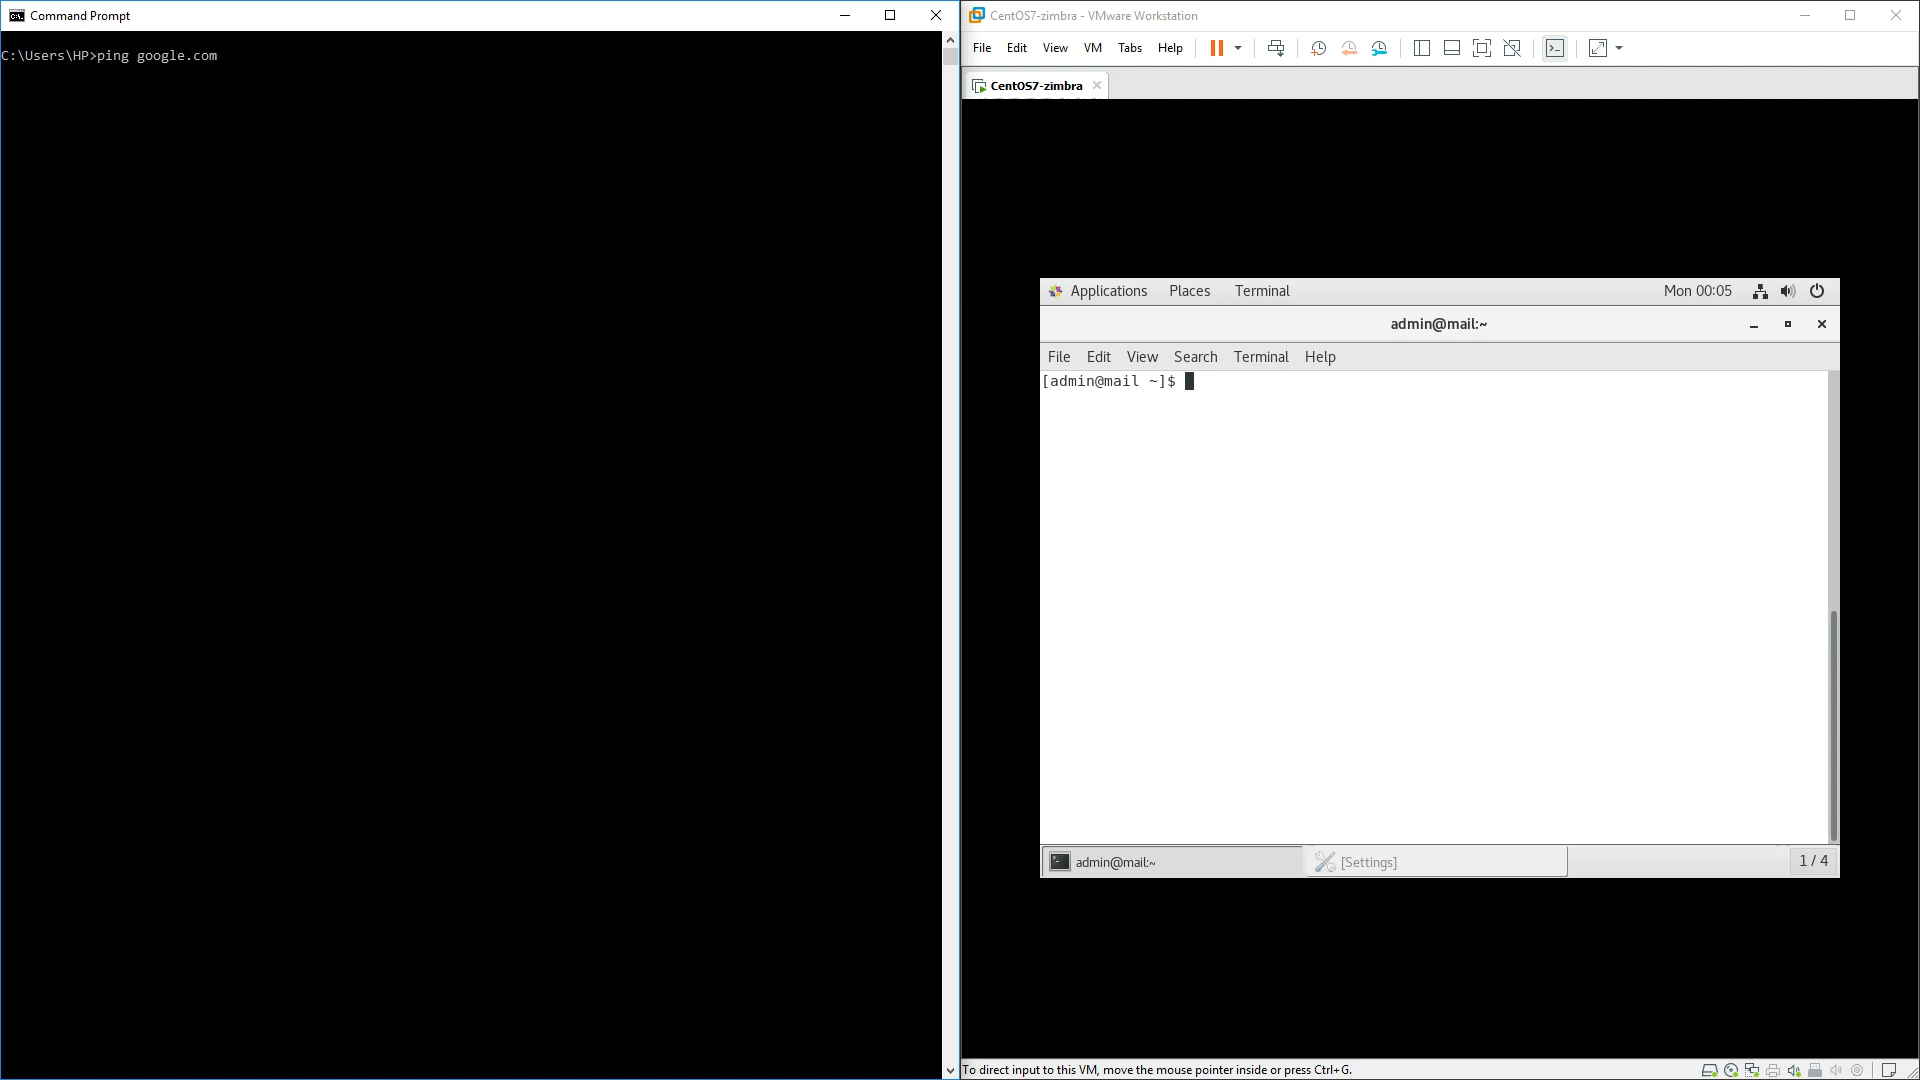 Command Prompt
C:\Users\HP>ping google.com
CentOS7-zimbra - VMware Workstation
File Edit View VM Tabs Help
CentOS7-zimbra
Applications Places Terminal Mon 00:05
admin@mail:~
File Edit View Search Terminal Help
[admin@mail ~]$
admin@mail:~ [Settings] 1 / 4
To direct input to this VM, move the mouse pointer inside or press Ctrl+G.